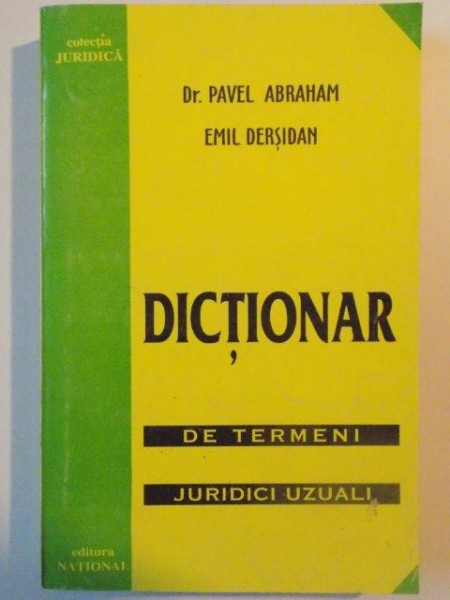 colecția
JURIDICĂ
Dr. PAVEL ABRAHAM
EMIL DERȘIDAN
DICȚIONAR
DE TERMENI
JURIDICI UZUALI
editura
NAȚIONAL